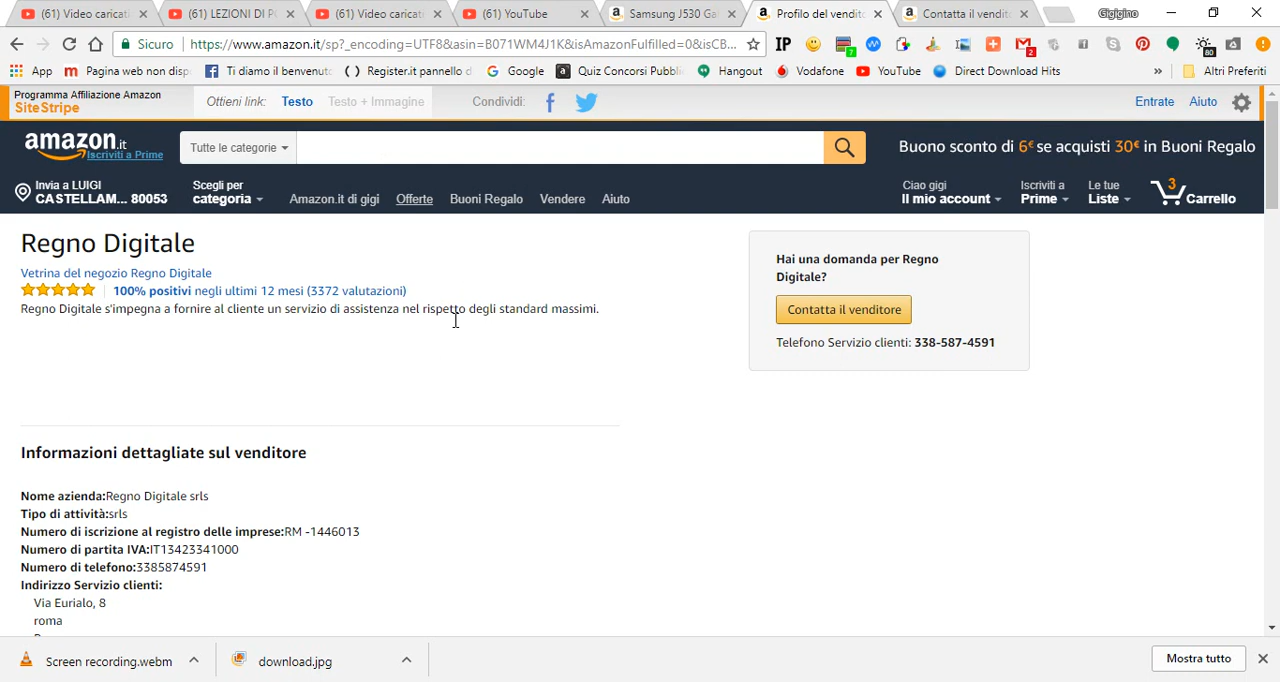 (61) Video caricati
(61) LEZIONI DI P
(61) Video caricati
(61) YouTube
Samsung J530 Gal
Profilo del vendito
Contatta il vendito
Gigigino
Sicuro
https://www.amazon.it/sp?_encoding=UTF8&asin=B071WM4J1K&isAmazonFulfilled=0&isCB...
IP
7
2
80
App
Pagina web non disp
Ti diamo il benvenut
Register.it pannello d
Google
Quiz Concorsi Pubbli
Hangout
Vodafone
YouTube
Direct Download Hits
»
Altri Preferiti
Programma Affiliazione Amazon
SiteStripe
Ottieni link:
Testo
Testo + Immagine
Condividi:
Entrate
Aiuto
amazon.it
Iscriviti a Prime
Tutte le categorie
Buono sconto di 6€ se acquisti 30€ in Buoni Regalo
Invia a LUIGI
CASTELLAM... 80053
Scegli per
categoria
Amazon.it di gigi
Offerte
Buoni Regalo
Vendere
Aiuto
Ciao gigi
Il mio account
Iscriviti a
Prime
Le tue
Liste
3
Carrello
Regno Digitale
Vetrina del negozio Regno Digitale
100% positivi negli ultimi 12 mesi (3372 valutazioni)
Regno Digitale s'impegna a fornire al cliente un servizio di assistenza nel rispetto degli standard massimi.
Hai una domanda per Regno
Digitale?
Contatta il venditore
Telefono Servizio clienti: 338-587-4591
Informazioni dettagliate sul venditore
Nome azienda:Regno Digitale srls
Tipo di attività:srls
Numero di iscrizione al registro delle imprese:RM -1446013
Numero di partita IVA:IT13423341000
Numero di telefono:3385874591
Indirizzo Servizio clienti:
Via Eurialo, 8
roma
Screen recording.webm
download.jpg
Mostra tutto